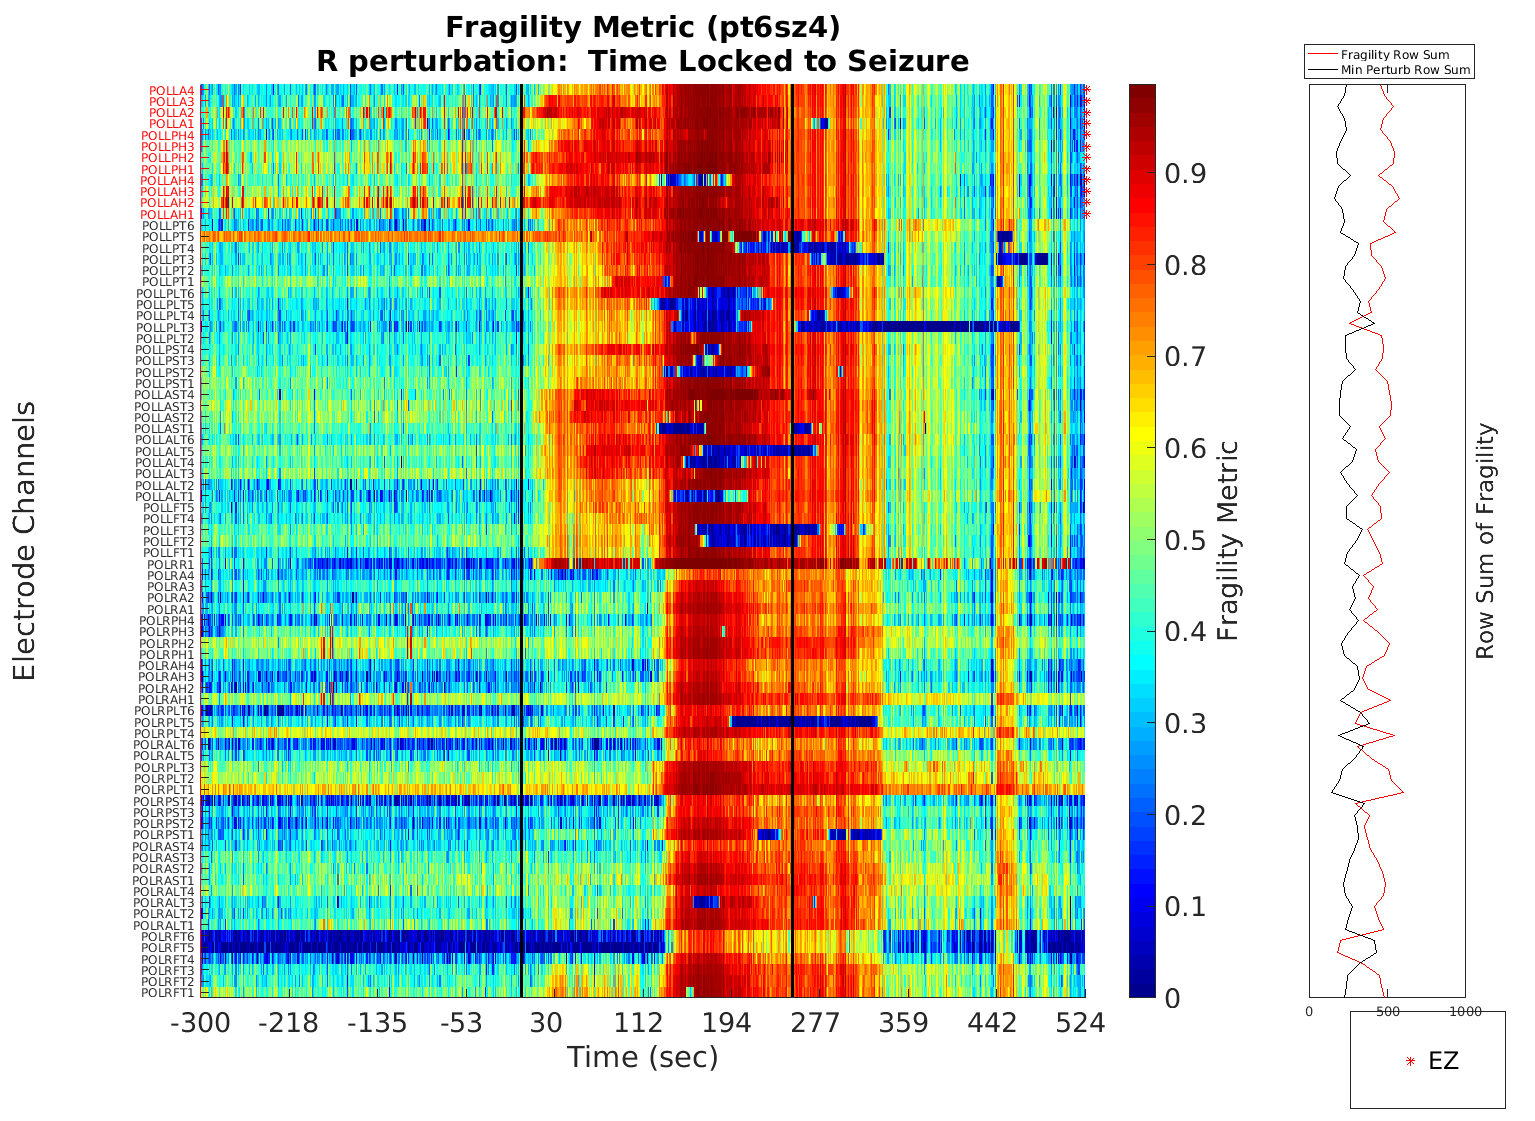 Fragility Metric (pt6sz4)
R perturbation:  Time Locked to Seizure
Fragility Row Sum
Min Perturb Row Sum
Electrode Channels
POLLA4
POLLA3
POLLA2
POLLA1
POLLPH4
POLLPH3
POLLPH2
POLLPH1
POLLAH4
POLLAH3
POLLAH2
POLLAH1
POLLPT6
POLLPT5
POLLPT4
POLLPT3
POLLPT2
POLLPT1
POLLPLT6
POLLPLT5
POLLPLT4
POLLPLT3
POLLPLT2
POLLPST4
POLLPST3
POLLPST2
POLLPST1
POLLAST4
POLLAST3
POLLAST2
POLLAST1
POLLALT6
POLLALT5
POLLALT4
POLLALT3
POLLALT2
POLLALT1
POLLFT5
POLLFT4
POLLFT3
POLLFT2
POLLFT1
POLRR1
POLRA4
POLRA3
POLRA2
POLRA1
POLRPH4
POLRPH3
POLRPH2
POLRPH1
POLRAH4
POLRAH3
POLRAH2
POLRAH1
POLRPLT6
POLRPLT5
POLRPLT4
POLRALT6
POLRALT5
POLRPLT3
POLRPLT2
POLRPLT1
POLRPST4
POLRPST3
POLRPST2
POLRPST1
POLRAST4
POLRAST3
POLRAST2
POLRAST1
POLRALT4
POLRALT3
POLRALT2
POLRALT1
POLRFT6
POLRFT5
POLRFT4
POLRFT3
POLRFT2
POLRFT1
-300 -218 -135 -53 30 112 194 277 359 442 524
Time (sec)
0.9
0.8
0.7
0.6
0.5
0.4
0.3
0.2
0.1
0
Fragility Metric
Row Sum of Fragility
0 500 1000
EZ